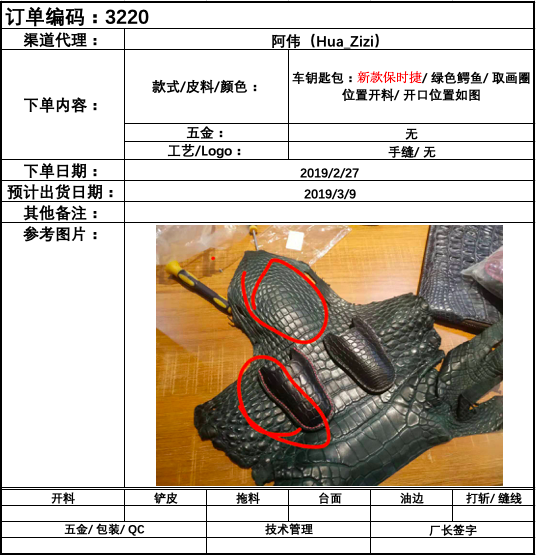 订单编码：3220
渠道代理： 阿伟（Hua_Zizi）
下单内容： 款式/皮料/颜色： 车钥匙包：新款保时捷/ 绿色鳄鱼/ 取画圈
位置开料/ 开口位置如图
五金： 无
工艺/Logo： 手缝/ 无
下单日期： 2019/2/27
预计出货日期： 2019/3/9
其他备注：
参考图片：
开料 铲皮 拖料 台面 油边 打斩/ 缝线
五金/ 包装/ QC 技术管理 厂长签字